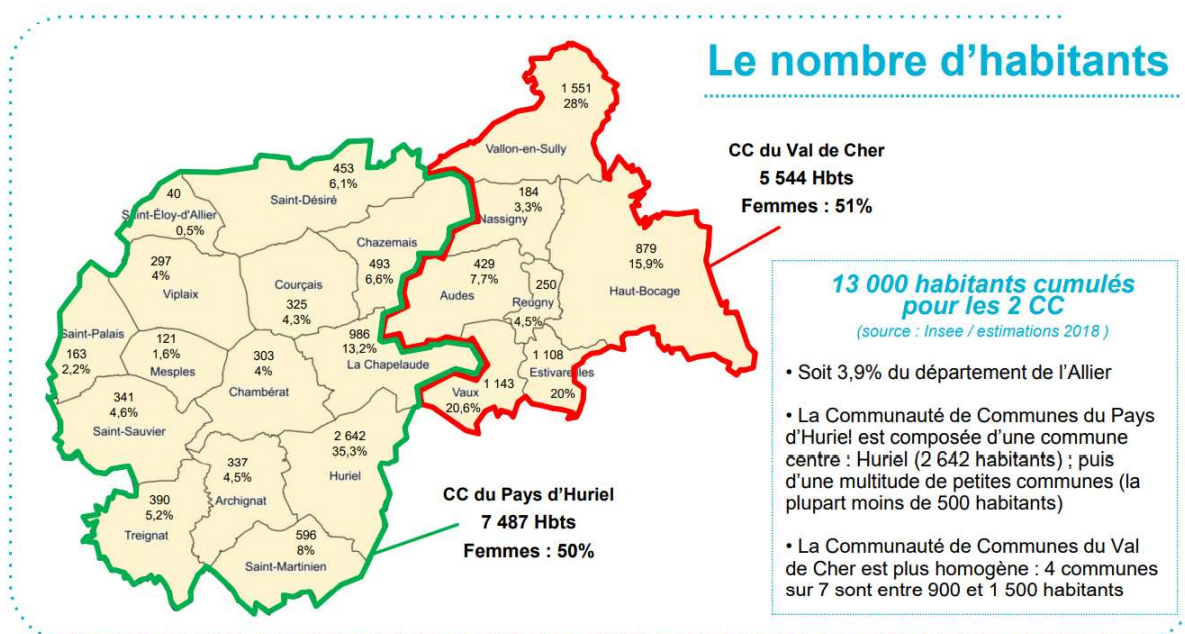 Le nombre d’habitants
1 551
28%
Vallon-en-Sully
CC du Val de Cher
5 544 Hbts
Femmes : 51%
453
6,1%
Saint-Désiré
40
Saint-Éloy-d'Allier
0,5%
184
3,3%
Nassigny
Chazemais
493
6,6%
879
15,9%
Haut-Bocage
297
4%
Viplaix
Courçais
325
4,3%
429
7,7%
Audes
250
Reugny
4,5%
Saint-Palais
163
2,2%
121
1,6%
Mesples
303
4%
Chambérat
986
13,2%
La Chapelaude
1 108
Estivareilles
20%
1 143
Vaux
20,6%
341
4,6%
Saint-Sauvier
2 642
35,3%
Huriel
337
4,5%
Archignat
390
5,2%
Treignat
596
8%
Saint-Martinien
CC du Pays d’Huriel
7 487 Hbts
Femmes : 50%
13 000 habitants cumulés
pour les 2 CC
(source : Insee / estimations 2018 )
• Soit 3,9% du département de l’Allier
• La Communauté de Communes du Pays
d’Huriel est composée d’une commune
centre : Huriel (2 642 habitants) ; puis
d’une multitude de petites communes (la
plupart moins de 500 habitants)
• La Communauté de Communes du Val
de Cher est plus homogène : 4 communes
sur 7 sont entre 900 et 1 500 habitants